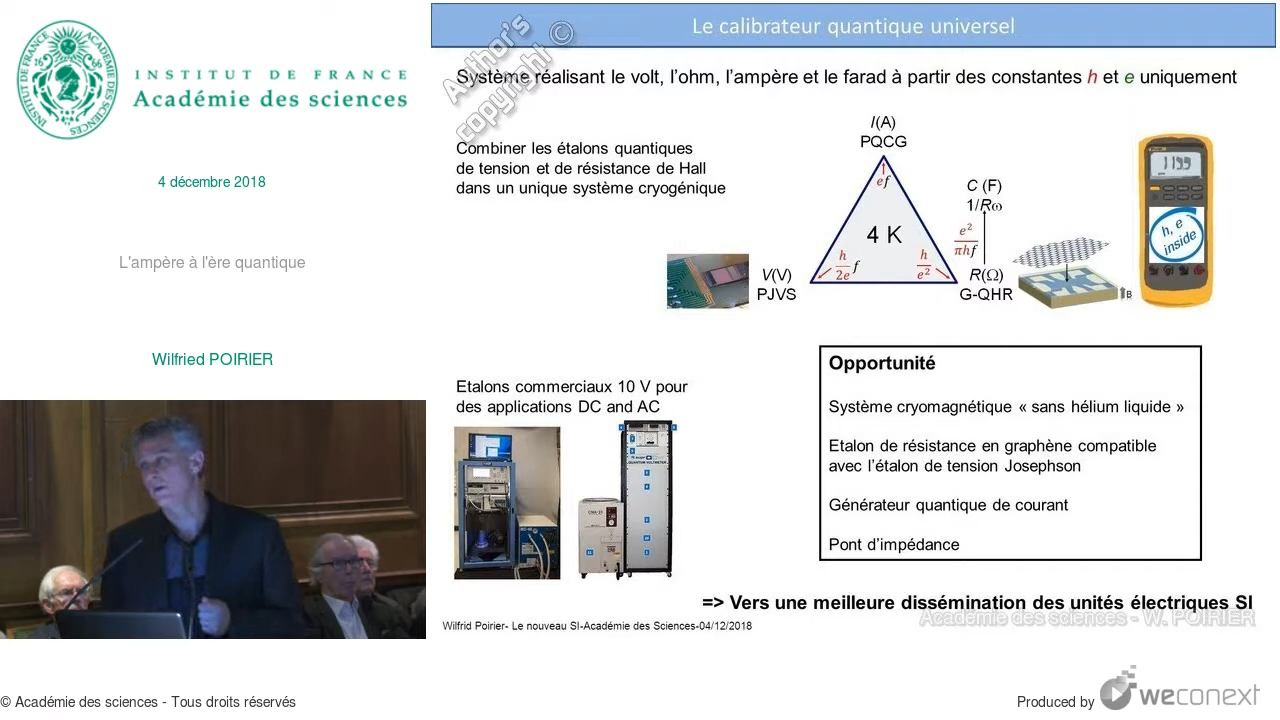 INSTITUT DE FRANCE
Académie des sciences
4 décembre 2018
L'ampère à l'ère quantique
Wilfried POIRIER
Le calibrateur quantique universel
Author's copyright ©
Système réalisant le volt, l'ohm, l'ampère et le farad à partir des constantes h et e uniquement
Combiner les étalons quantiques
de tension et de résistance de Hall
dans un unique système cryogénique
I(A)
PQCG
ef
4 K
C (F)
1/Rω
e²/πhf
h/2e f
h/e²
V(V)
PJVS
R(Ω)
G-QHR
B
1199
h, e
inside
Etalons commerciaux 10 V pour
des applications DC and AC
QUANTUM VOLTMETER
Opportunité
Système cryomagnétique « sans hélium liquide »
Etalon de résistance en graphène compatible
avec l'étalon de tension Josephson
Générateur quantique de courant
Pont d'impédance
=> Vers une meilleure dissémination des unités électriques SI
Académie des sciences - W. POIRIER
Wilfrid Poirier- Le nouveau SI-Académie des Sciences-04/12/2018
© Académie des sciences - Tous droits réservés
Produced by
weconext